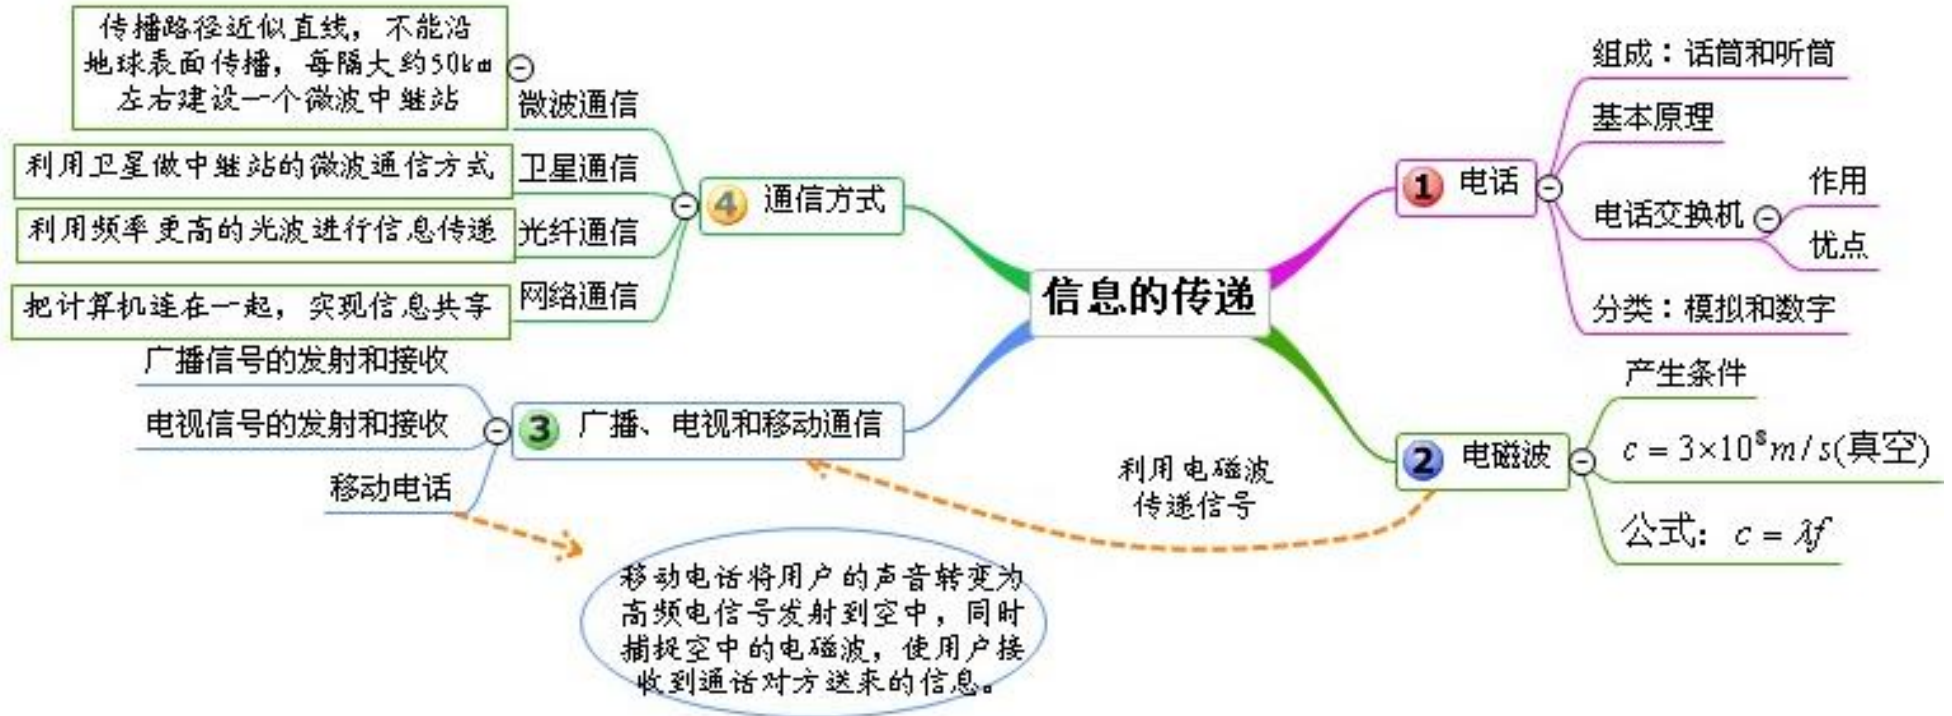 信息的传递
1 电话
组成：话筒和听筒
基本原理
电话交换机
作用
优点
分类：模拟和数字
2 电磁波
产生条件
c = 3×10⁸m/s(真空)
公式：c = λf
利用电磁波
传递信号
3 广播、电视和移动通信
广播信号的发射和接收
电视信号的发射和接收
移动电话
移动电话将用户的声音转变为
高频电信号发射到空中，同时
捕捉空中的电磁波，使用户接
收到通话对方送来的信息。
4 通信方式
微波通信
传播路径近似直线，不能沿
地球表面传播，每隔大约50km
左右建设一个微波中继站
卫星通信
利用卫星做中继站的微波通信方式
光纤通信
利用频率更高的光波进行信息传递
网络通信
把计算机连在一起，实现信息共享